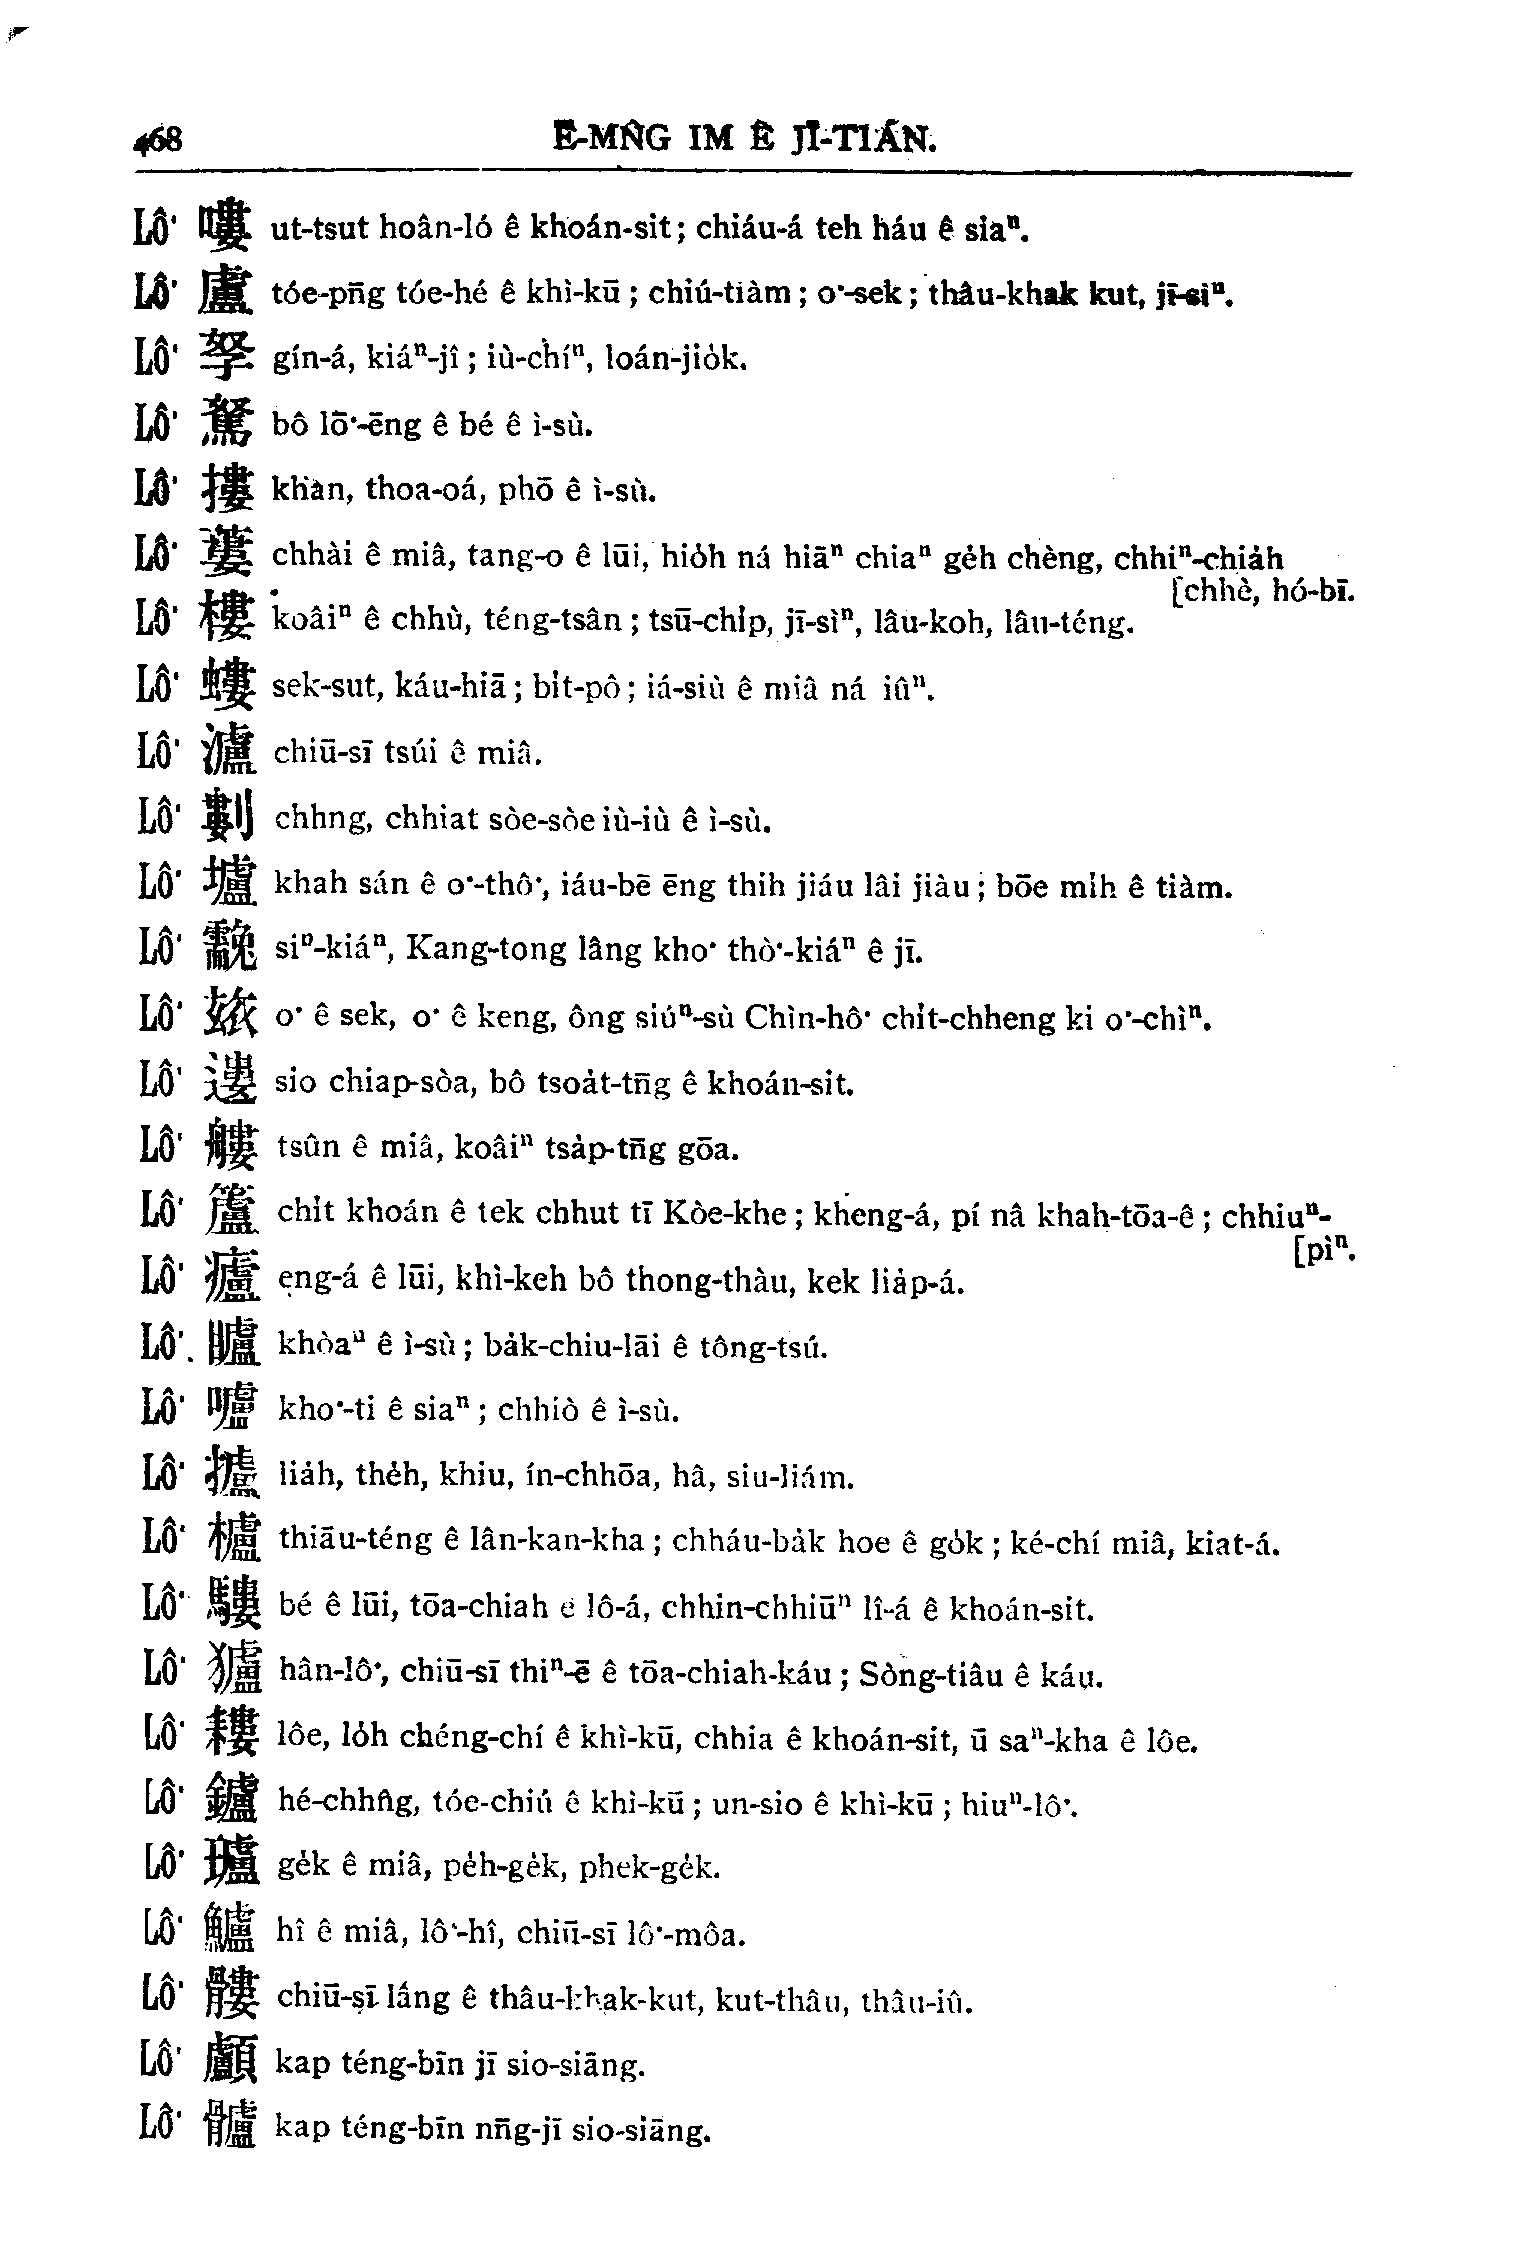 468 Ē-MN̂G IM Ê JĪ-TIÁN.
Lô͘ 嘍 ut-tsut hoân-ló ê khoán-sit; chiáu-á teh háu ê siaⁿ.
Lô͘ 盧 tóe-pn̄g tóe-hé ê khì-kū; chiú-tiàm; o͘-sek; thâu-khak kut, jī-siⁿ.
Lô͘ 孥 gín-á, kiáⁿ-jî; iù-chíⁿ, loán-jio̍k.
Lô͘ 駑 bô lō͘-ēng ê bé ê ì-sù.
Lô͘ 摟 khàn, thoa-oá, phō ê ì-sù.
Lô͘ 蔞 chhài ê miâ, tang-o ê lūi, hio̍h ná hiāⁿ chiaⁿ ge̍h chèng, chhiⁿ-chia̍h
[chhè, hó-bī.
Lô͘ 樓 koâiⁿ ê chhù, téng-tsân; tsū-chi̍p, jī-sìⁿ, lâu-koh, lâu-téng.
Lô͘ 螻 sek-sut, káu-hiā; bi̍t-pô; iá-siù ê miâ ná iûⁿ.
Lô͘ 瀘 chiū-sī tsúi ê miâ.
Lô͘ 剅 chhng, chhiat sòe-sòe iù-iù ê ì-sù.
Lô͘ 壚 khah sán ê o͘-thô͘, iáu-bē ēng thih jiáu lâi jiàu; bōe mi̍h ê tiàm.
Lô͘ siⁿ-kiáⁿ, Kang-tong lâng kho͘ thò͘-kiáⁿ ê jī.
Lô͘ 玈 o͘ ê sek, o͘ ê keng, ông siúⁿ-sù Chìn-hô͘ chi̍t-chheng ki o͘-chìⁿ.
Lô͘ 遱 sio chiap-sòa, bô tsoa̍t-tn̄g ê khoán-sit.
Lô͘ 艛 tsûn ê miâ, koâiⁿ tsa̍p-tn̄g gōa.
Lô͘ 籚 chi̍t khoán ê tek chhut tī Kòe-khe; kheng-á, pí nâ khah-tōa-ê; chhiuⁿ-
[pìⁿ.
Lô͘ 癧 eng-á ê lūi, khì-keh bô thong-thàu, kek lia̍p-á.
Lô͘ 矑 khòaⁿ ê ì-sù; ba̍k-chiu-lāi ê tông-tsú.
Lô͘ 嚧 kho͘-ti ê siaⁿ; chhiò ê ì-sù.
Lô͘ 攎 lia̍h, the̍h, khiu, ín-chhōa, hâ, siu-liám.
Lô͘ 櫨 thiāu-téng ê lân-kan-kha; chháu-ba̍k hoe ê go̍k; ké-chí miâ, kiat-á.
Lô͘ 驢 bé ê lūi, tōa-chiah ê lô-á, chhin-chhiūⁿ lî-á ê khoán-sit.
Lô͘ 獹 hân-lô͘, chiū-sī thiⁿ-ē ê tōa-chiah-káu; Sòng-tiâu ê káu.
Lô͘ 耬 lôe, lo̍h chéng-chí ê khì-kū, chhia ê khoán-sit, ū saⁿ-kha ê lôe.
Lô͘ 鑪 hé-chhn̂g, tóe-chiú ê khì-kū; un-sio ê khì-kū; hiuⁿ-lô͘.
Lô͘ 瓐 ge̍k ê miâ, pe̍h-ge̍k, phek-ge̍k.
Lô͘ 鱸 hî ê miâ, lô͘-hî, chiū-sī lô͘-môa.
Lô͘ 髏 chiū-sī lâng ê thâu-khak-kut, kut-thâu, thâu-iû.
Lô͘ 顱 kap téng-bīn jī sio-siāng.
Lô͘ 髗 kap téng-bīn nn̄g-jī sio-siāng.